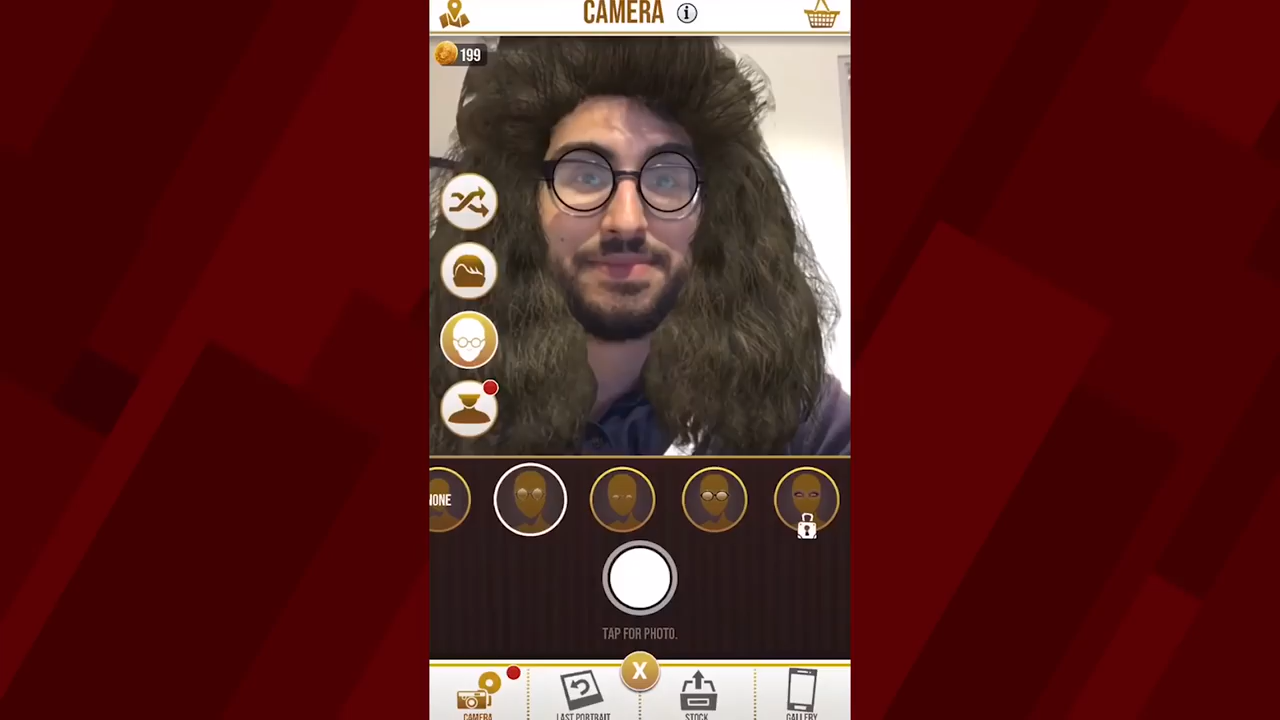 CAMERA
199
NONE
TAP FOR PHOTO.
X
CAMERA
LAST PORTRAIT
STOCK
GALLERY